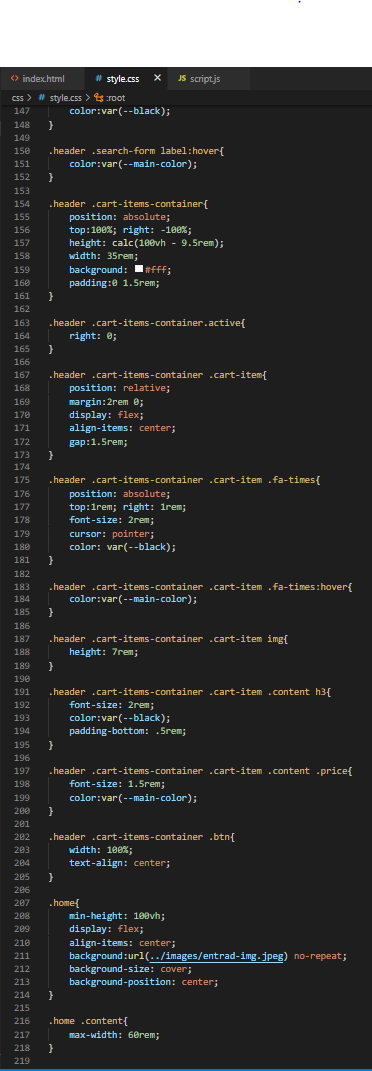 index.html
style.css
script.js
css > # style.css > :root
147 color:var(--black);
148 }
149
150 .header .search-form label:hover{
151 color:var(--main-color);
152 }
153
154 .header .cart-items-container{
155 position: absolute;
156 top:100%; right: -100%;
157 height: calc(100vh - 9.5rem);
158 width: 35rem;
159 background: #fff;
160 padding:0 1.5rem;
161 }
162
163 .header .cart-items-container.active{
164 right: 0;
165 }
166
167 .header .cart-items-container .cart-item{
168 position: relative;
169 margin:2rem 0;
170 display: flex;
171 align-items: center;
172 gap:1.5rem;
173 }
174
175 .header .cart-items-container .cart-item .fa-times{
176 position: absolute;
177 top:1rem; right: 1rem;
178 font-size: 2rem;
179 cursor: pointer;
180 color: var(--black);
181 }
182
183 .header .cart-items-container .cart-item .fa-times:hover{
184 color:var(--main-color);
185 }
186
187 .header .cart-items-container .cart-item img{
188 height: 7rem;
189 }
190
191 .header .cart-items-container .cart-item .content h3{
192 font-size: 2rem;
193 color:var(--black);
194 padding-bottom: .5rem;
195 }
196
197 .header .cart-items-container .cart-item .content .price{
198 font-size: 1.5rem;
199 color:var(--main-color);
200 }
201
202 .header .cart-items-container .btn{
203 width: 100%;
204 text-align: center;
205 }
206
207 .home{
208 min-height: 100vh;
209 display: flex;
210 align-items: center;
211 background:url(../images/entrad-img.jpeg) no-repeat;
212 background-size: cover;
213 background-position: center;
214 }
215
216 .home .content{
217 max-width: 60rem;
218 }
219